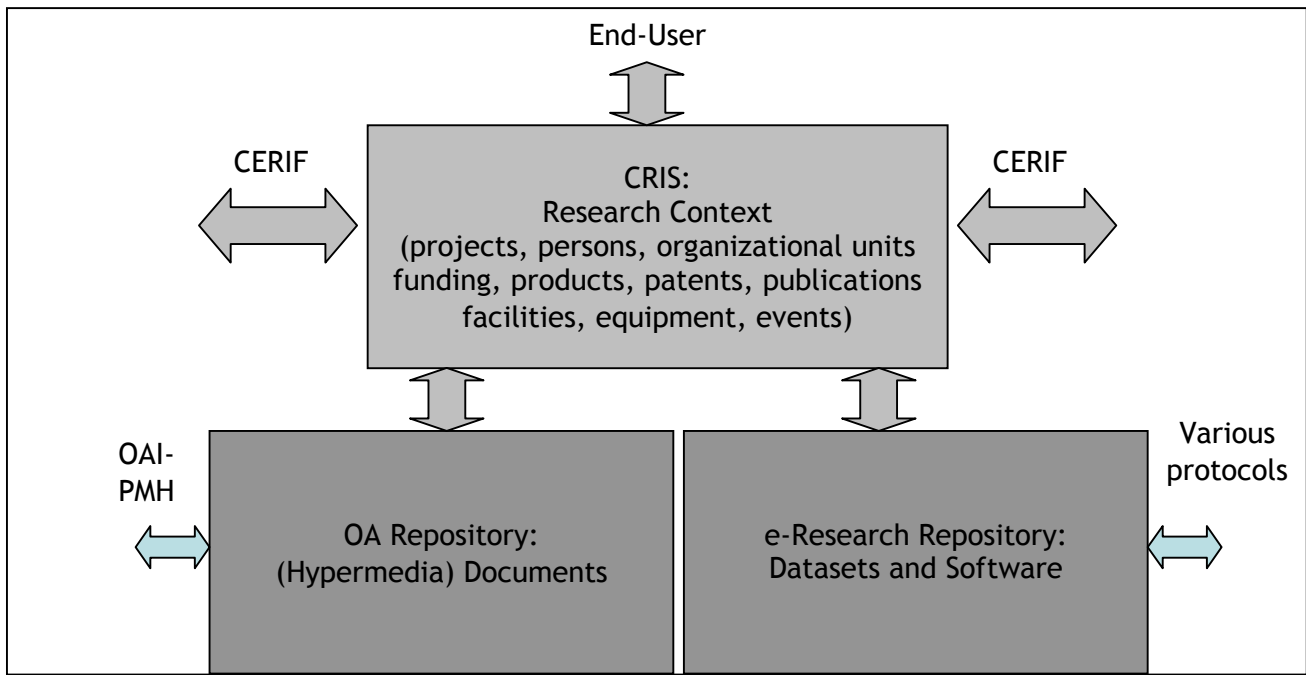 End-User
CERIF
CERIF
CRIS:
Research Context
(projects, persons, organizational units
funding, products, patents, publications
facilities, equipment, events)
OAI-
PMH
Various
protocols
OA Repository:
(Hypermedia) Documents
e-Research Repository:
Datasets and Software